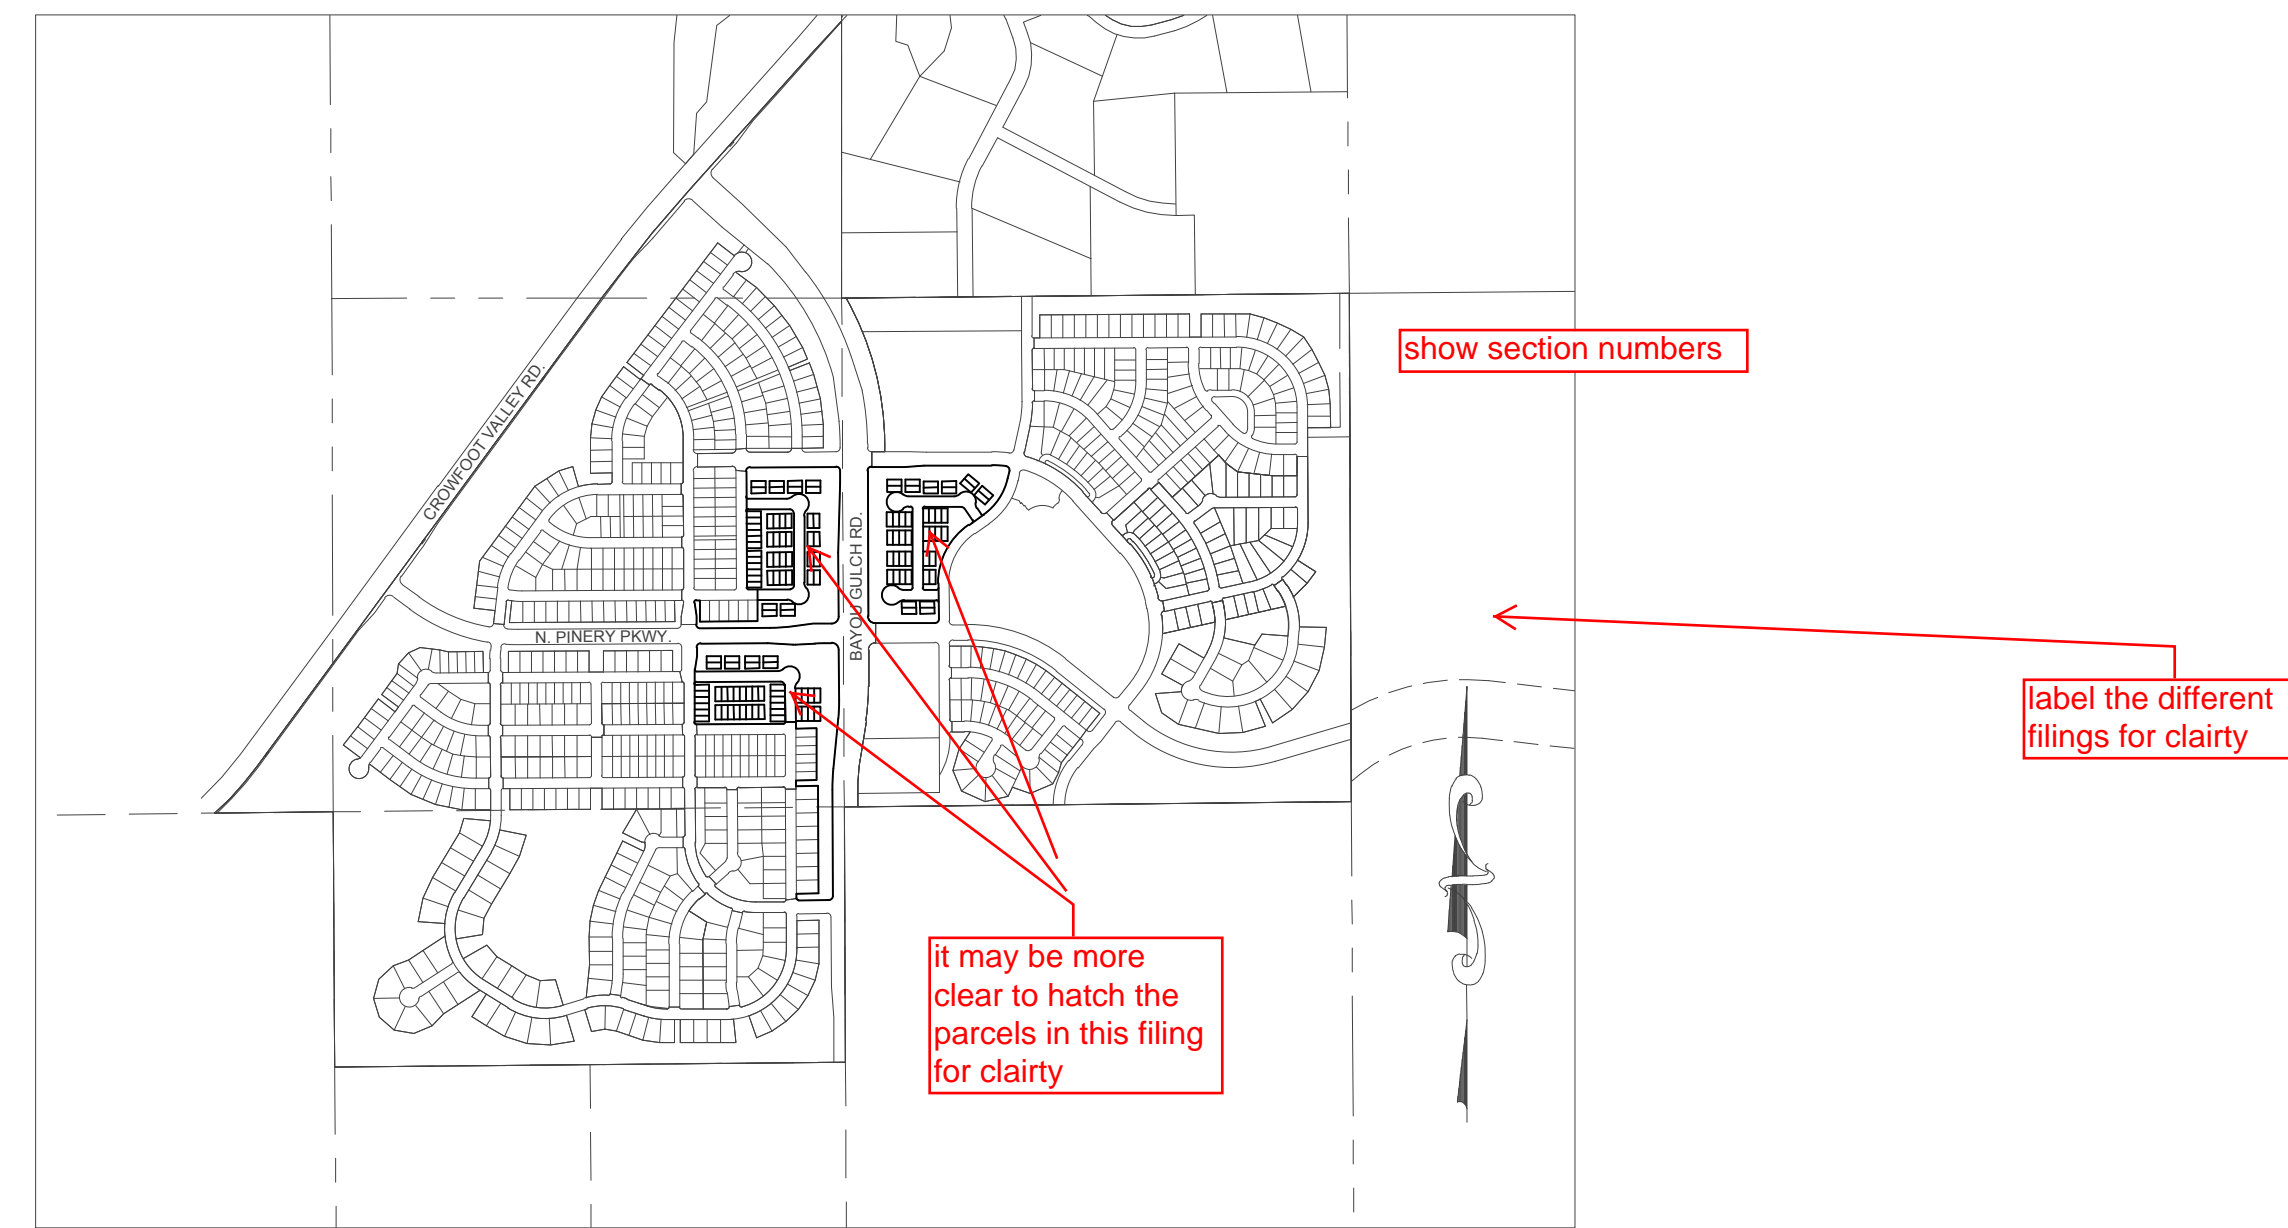 show section numbers
CROWFOOT VALLEY RD.
BAYOU GULCH RD.
N. PINERY PKWY.
label the different
filings for clairty
it may be more
clear to hatch the
parcels in this filing
for clairty